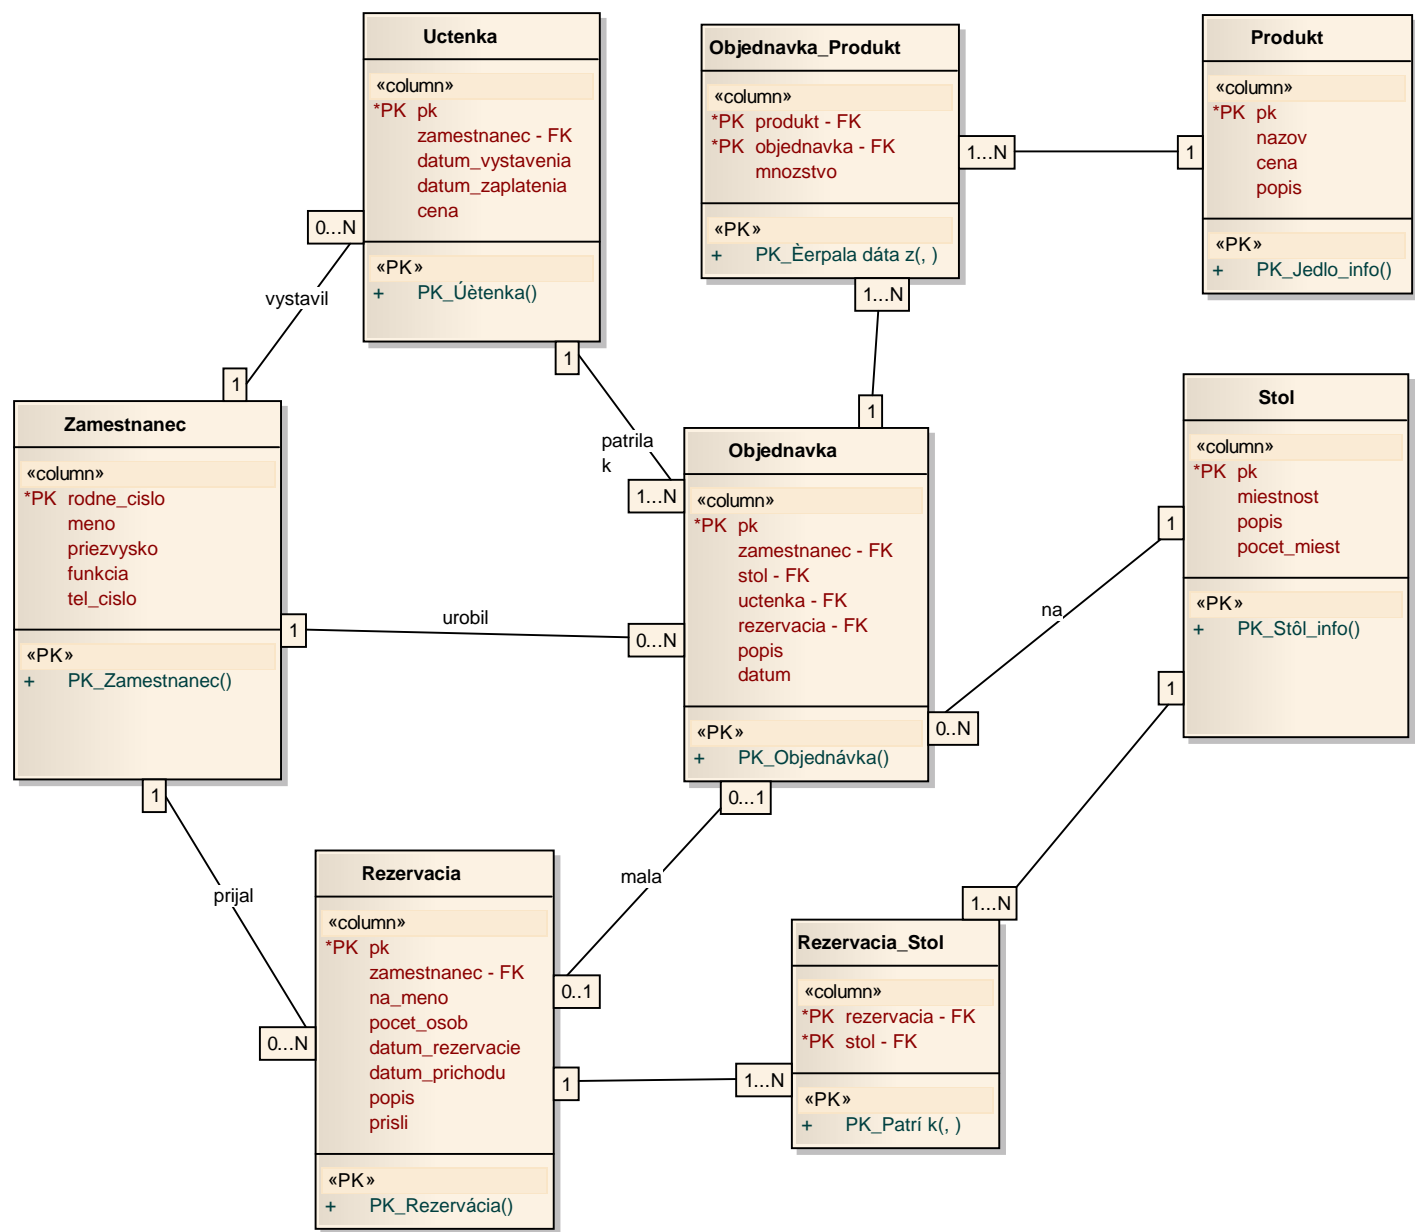 Uctenka
«column»
*PK pk
zamestnanec - FK
datum_vystavenia
datum_zaplatenia
cena
«PK»
+ PK_Úètenka()
Objednavka_Produkt
«column»
*PK produkt - FK
*PK objednavka - FK
mnozstvo
«PK»
+ PK_Èerpala dáta z(, )
Produkt
«column»
*PK pk
nazov
cena
popis
«PK»
+ PK_Jedlo_info()
1...N
1
0...N
vystavil
1
1
patrila
k
1...N
1...N
1
Zamestnanec
«column»
*PK rodne_cislo
meno
priezvysko
funkcia
tel_cislo
«PK»
+ PK_Zamestnanec()
Objednavka
«column»
*PK pk
zamestnanec - FK
stol - FK
uctenka - FK
rezervacia - FK
popis
datum
«PK»
+ PK_Objednávka()
Stol
«column»
*PK pk
miestnost
popis
pocet_miest
«PK»
+ PK_Stôl_info()
1
urobil
0...N
1
na
0..N
1
1
prijal
0...N
0...1
mala
0..1
1...N
Rezervacia
«column»
*PK pk
zamestnanec - FK
na_meno
pocet_osob
datum_rezervacie
datum_prichodu
popis
prisli
«PK»
+ PK_Rezervácia()
1
1...N
Rezervacia_Stol
«column»
*PK rezervacia - FK
*PK stol - FK
«PK»
+ PK_Patrí k(, )